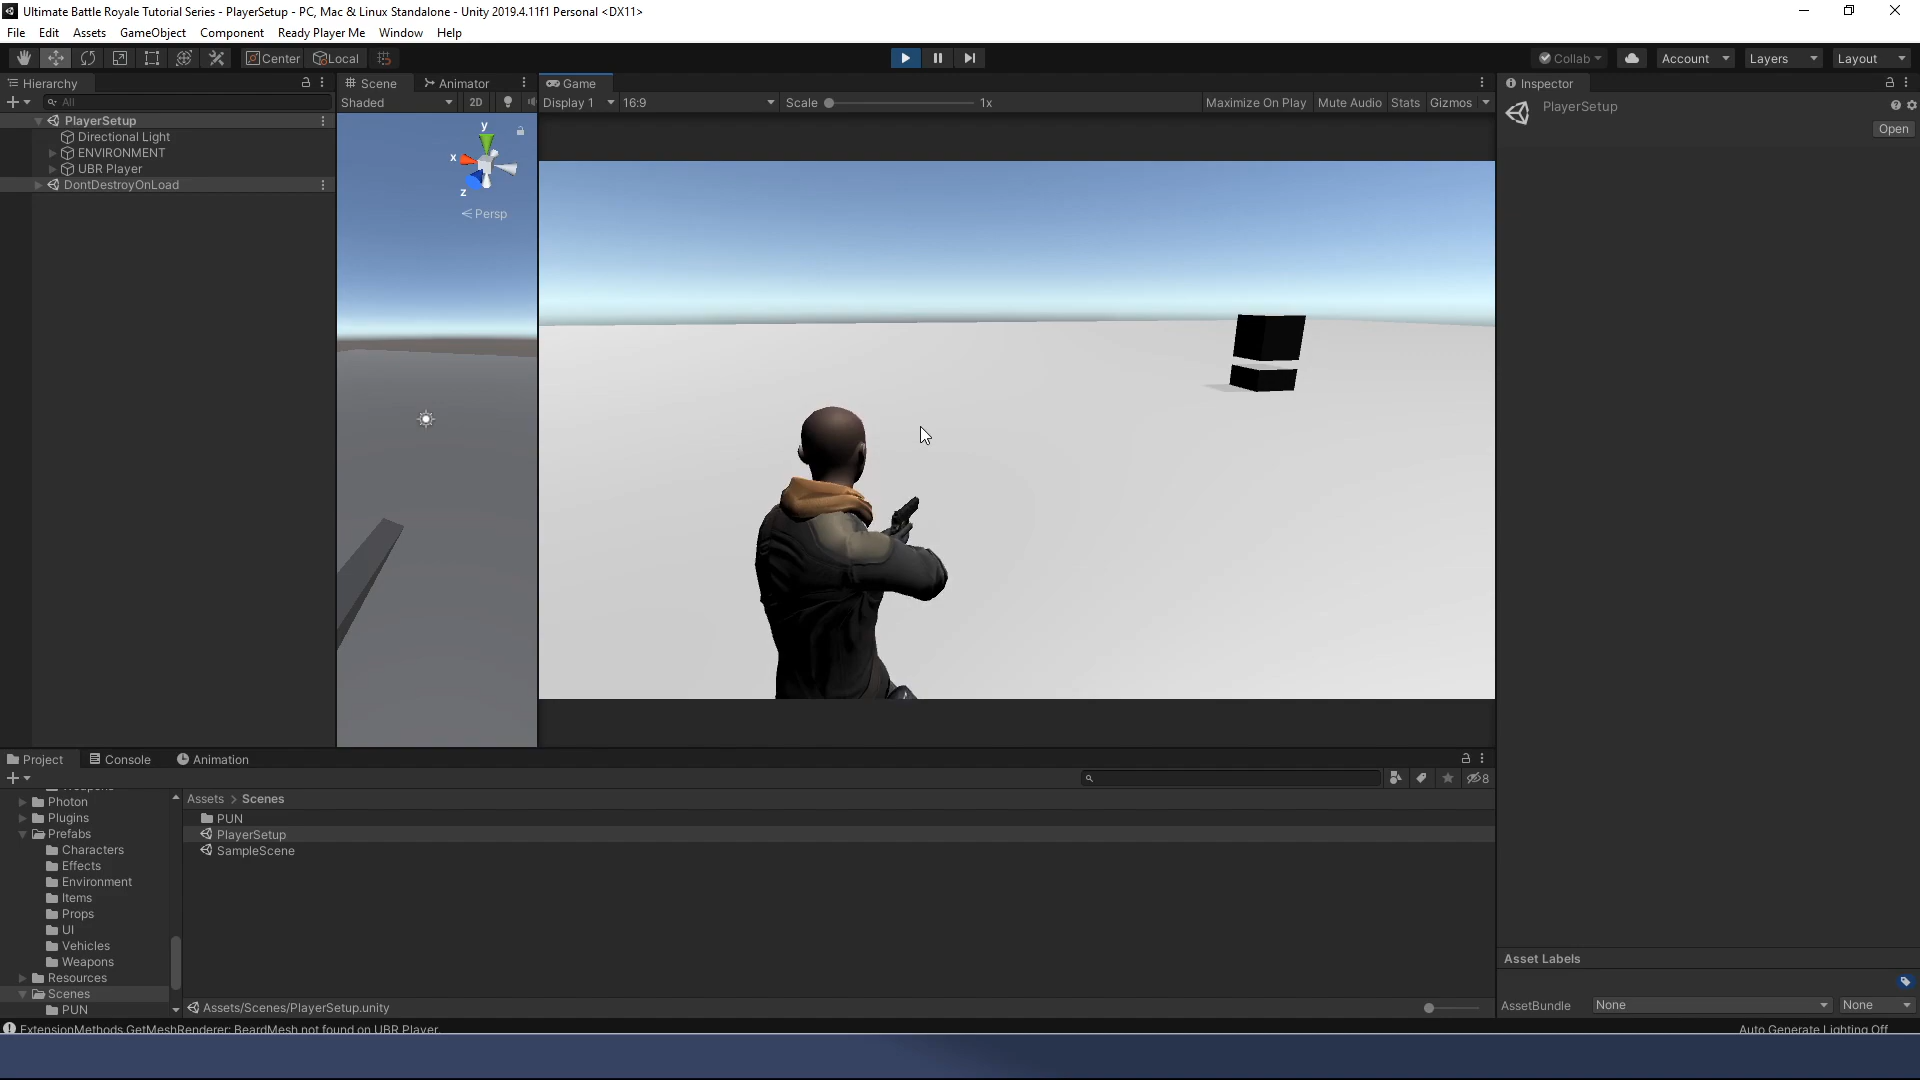 Ultimate Battle Royale Tutorial Series - PlayerSetup - PC, Mac & Linux Standalone - Unity 2019.4.11f1 Personal <DX11>
File Edit Assets GameObject Component Ready Player Me Window Help
Center Local Collab Account Layers Layout
Hierarchy Scene Animator Game Inspector
All Shaded 2D Display 1 16:9 Scale 1x Maximize On Play Mute Audio Stats Gizmos PlayerSetup
PlayerSetup
Open
Directional Light
ENVIRONMENT
UBR Player
DontDestroyOnLoad
y
x
z
Persp
Project Console Animation
8
Assets > Scenes
Photon
Plugins
Prefabs
Characters
Effects
Environment
Items
Props
UI
Vehicles
Weapons
Resources
Scenes
PUN
PUN
PlayerSetup
SampleScene
Assets/Scenes/PlayerSetup.unity
Asset Labels
AssetBundle None None
ExtensionMethods.GetMeshRenderer: BeardMesh not found on UBR Player.
Auto Generate Lighting Off